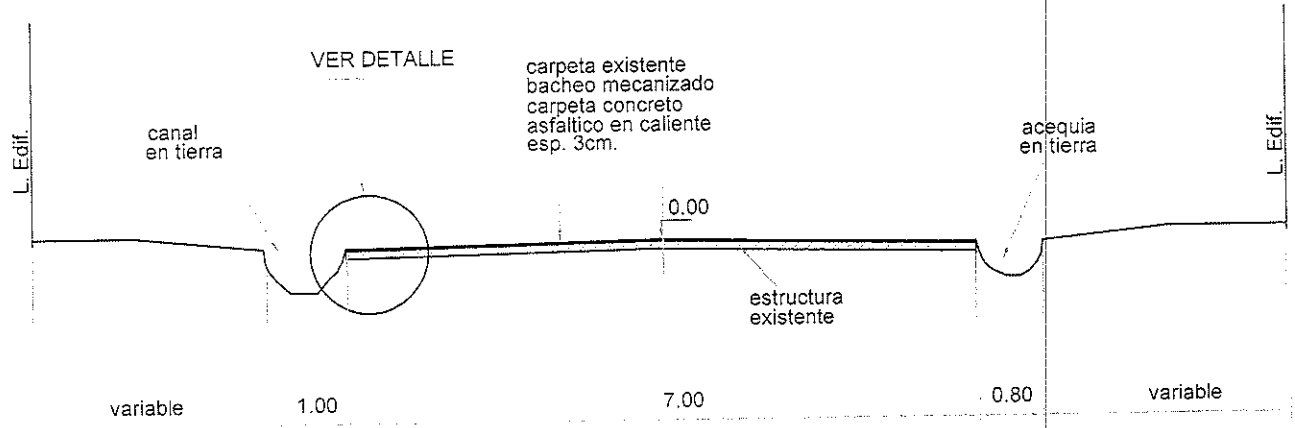 VER DETALLE
carpeta existente
bacheo mecanizado
carpeta concreto
asfaltico en caliente
esp. 3cm.
L. Edif.
canal
en tierra
acequia
en tierra
L. Edif.
0.00
estructura
existente
variable 1.00 7.00 0.80 variable